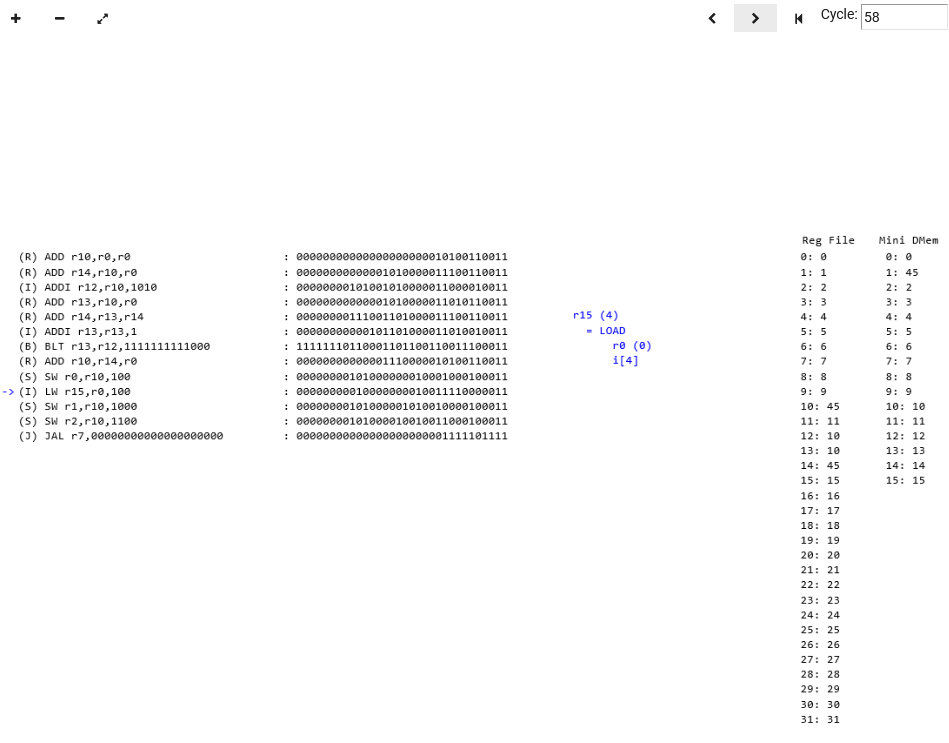 Cycle: 58
Reg File Mini DMem
(R) ADD r10,r0,r0 : 00000000000000000000010100110011 0: 0 0: 0
(R) ADD r14,r10,r0 : 00000000000001010000011100110011 1: 1 1: 45
(I) ADDI r12,r10,1010 : 00000000101001010000011000010011 2: 2 2: 2
(R) ADD r13,r10,r0 : 00000000000001010000011010110011 3: 3 3: 3
(R) ADD r14,r13,r14 : 00000000111001101000011100110011 r15 (4) 4: 4 4: 4
(I) ADDI r13,r13,1 : 00000000000101101000011010010011 = LOAD 5: 5 5: 5
(B) BLT r13,r12,1111111111000 : 11111110110001101100110011100011 r0 (0) 6: 6 6: 6
(R) ADD r10,r14,r0 : 00000000000001110000010100110011 i[4] 7: 7 7: 7
(S) SW r0,r10,100 : 00000000101000000010001000100011 8: 8 8: 8
-> (I) LW r15,r0,100 : 00000000010000000010011110000011 9: 9 9: 9
(S) SW r1,r10,1000 : 00000000101000001010010000100011 10: 45 10: 10
(S) SW r2,r10,1100 : 00000000101000010010011000100011 11: 11 11: 11
(J) JAL r7,00000000000000000000 : 00000000000000000000001111101111 12: 10 12: 12
13: 10 13: 13
14: 45 14: 14
15: 15 15: 15
16: 16
17: 17
18: 18
19: 19
20: 20
21: 21
22: 22
23: 23
24: 24
25: 25
26: 26
27: 27
28: 28
29: 29
30: 30
31: 31